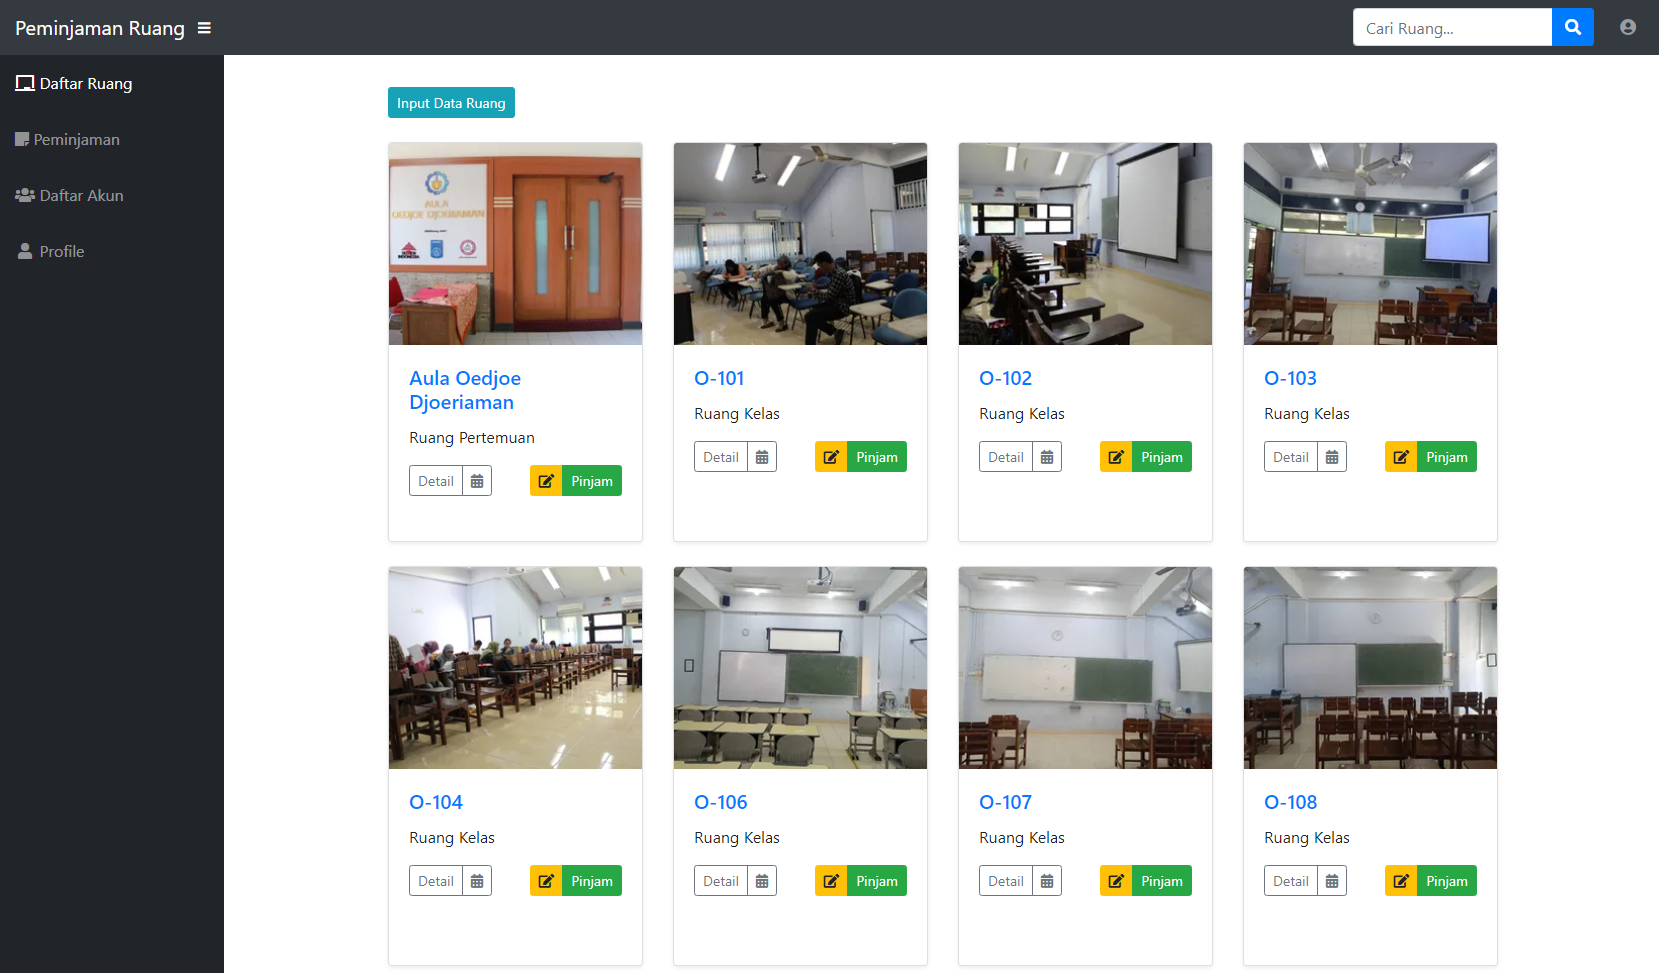 Peminjaman Ruang
Cari Ruang...
Daftar Ruang
Peminjaman
Daftar Akun
Profile
Input Data Ruang
AULA
OEDJOE DJOERIAMAN
INDONESIA
Aula Oedjoe
Djoeriaman
Ruang Pertemuan
Detail
Pinjam
O-101
Ruang Kelas
Detail
Pinjam
O-102
Ruang Kelas
Detail
Pinjam
O-103
Ruang Kelas
Detail
Pinjam
O-104
Ruang Kelas
Detail
Pinjam
O-106
Ruang Kelas
Detail
Pinjam
O-107
Ruang Kelas
Detail
Pinjam
O-108
Ruang Kelas
Detail
Pinjam